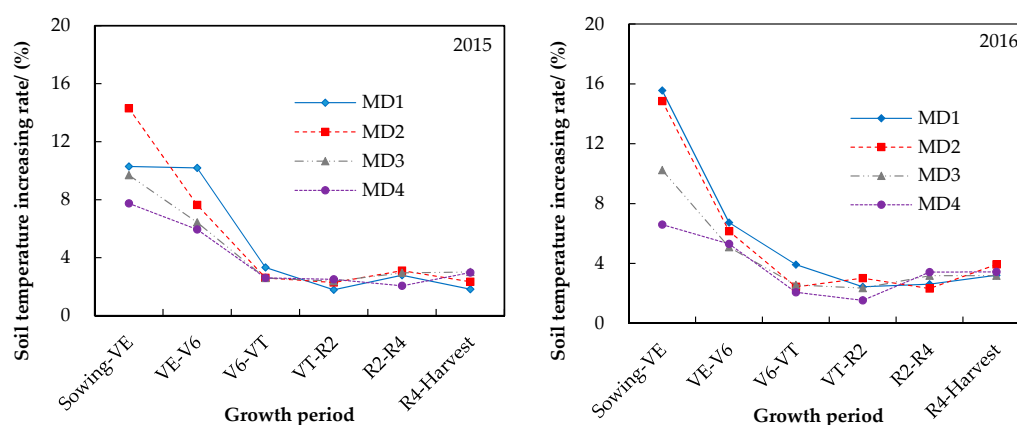 Soil temperature increasing rate/ (%)
20
16
12
8
4
0
2015
MD1
MD2
MD3
MD4
Sowing-VE
VE-V6
V6-VT
VT-R2
R2-R4
R4-Harvest
Growth period
Soil temperature increasing rate/ (%)
20
16
12
8
4
0
2016
MD1
MD2
MD3
MD4
Sowing-VE
VE-V6
V6-VT
VT-R2
R2-R4
R4-Harvest
Growth period